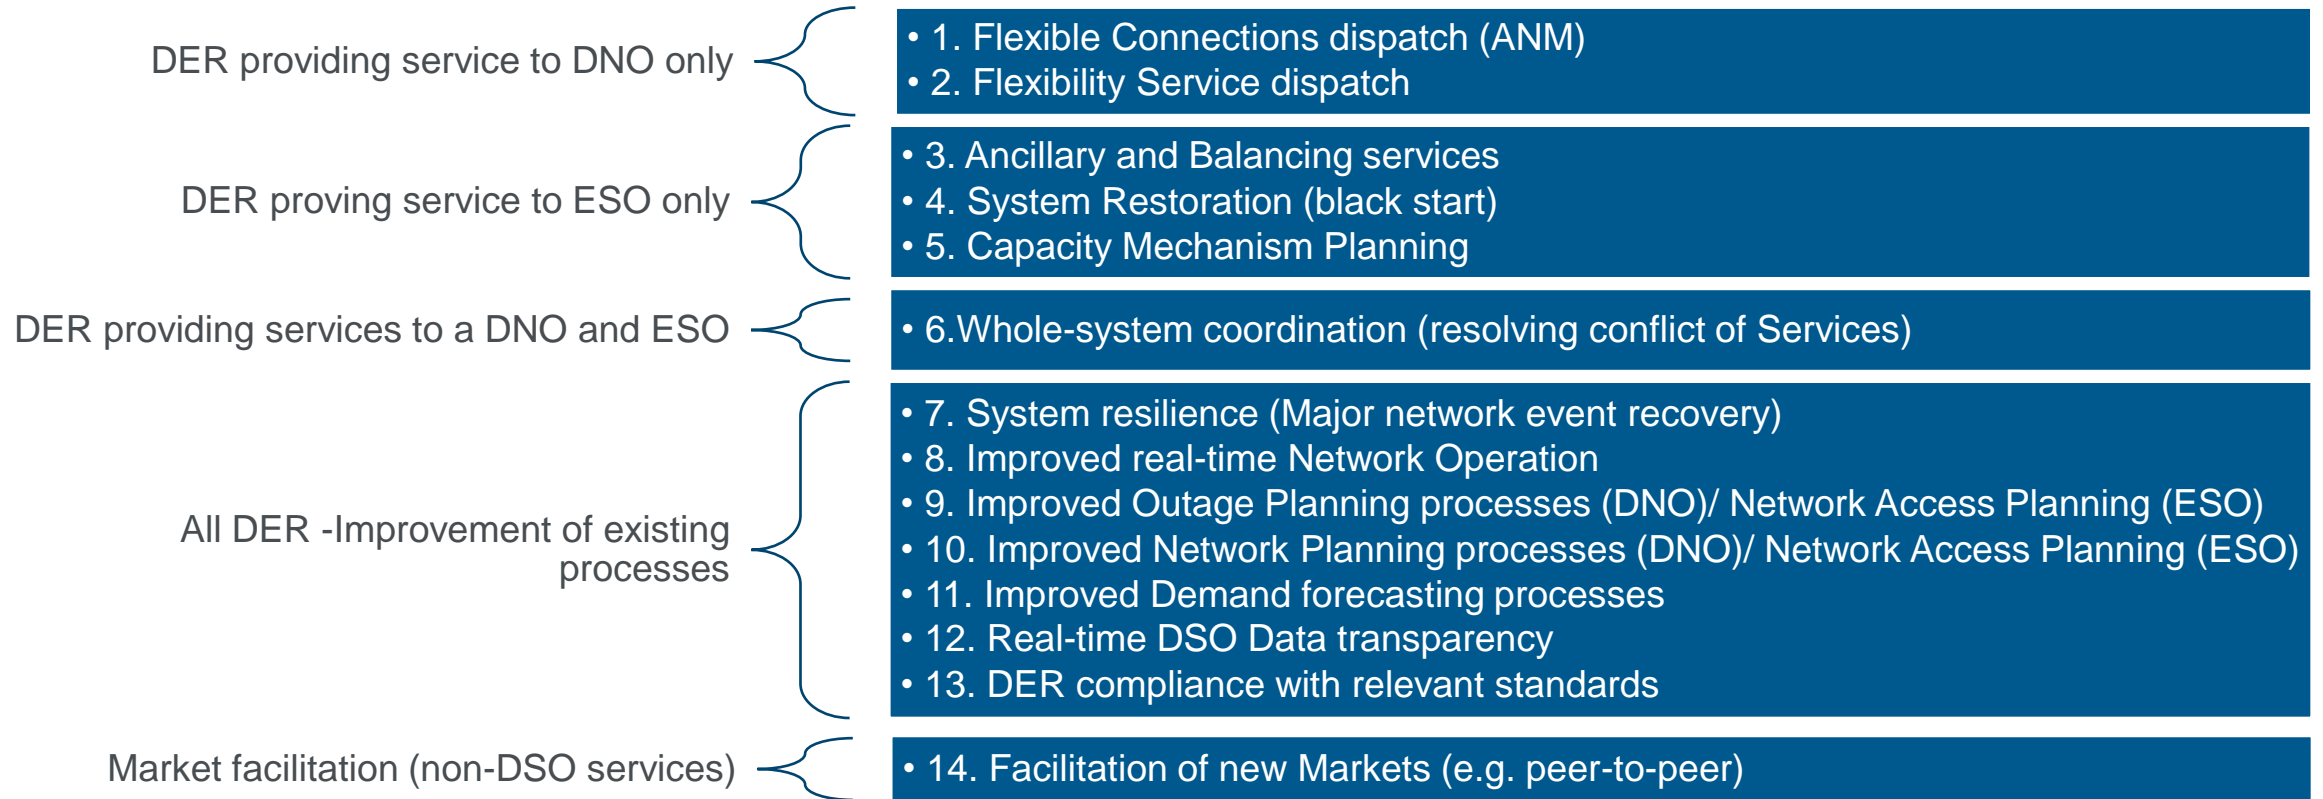 DER providing service to DNO only
• 1. Flexible Connections dispatch (ANM)
• 2. Flexibility Service dispatch
DER proving service to ESO only
• 3. Ancillary and Balancing services
• 4. System Restoration (black start)
• 5. Capacity Mechanism Planning
DER providing services to a DNO and ESO
• 6.Whole-system coordination (resolving conflict of Services)
All DER -Improvement of existing
processes
• 7. System resilience (Major network event recovery)
• 8. Improved real-time Network Operation
• 9. Improved Outage Planning processes (DNO)/ Network Access Planning (ESO)
• 10. Improved Network Planning processes (DNO)/ Network Access Planning (ESO)
• 11. Improved Demand forecasting processes
• 12. Real-time DSO Data transparency
• 13. DER compliance with relevant standards
Market facilitation (non-DSO services)
• 14. Facilitation of new Markets (e.g. peer-to-peer)